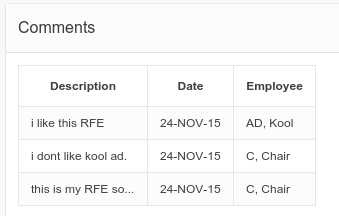 Comments
Description Date Employee
i like this RFE 24-NOV-15 AD, Kool
i dont like kool ad. 24-NOV-15 C, Chair
this is my RFE so... 24-NOV-15 C, Chair